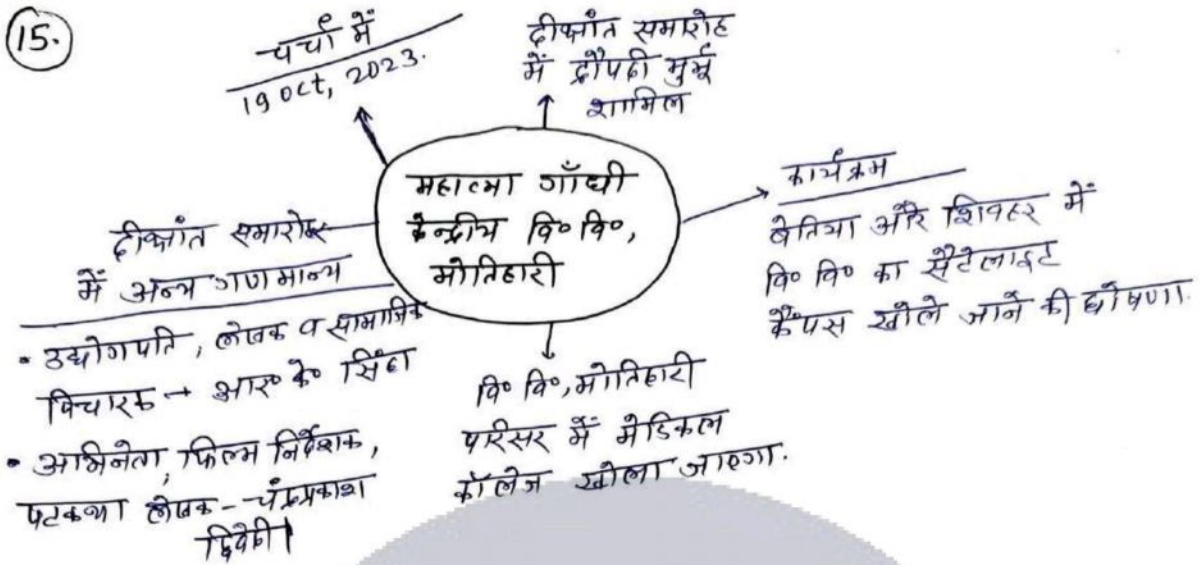 15.
चर्चा में
19 Oct, 2023.
दीक्षांत समारोह
में द्रौपदी मुर्मू
शामिल
महात्मा गाँधी
केन्द्रीय वि० वि०,
मोतिहारी
कार्यक्रम
बेतिया और शिवहर में
वि० वि० का सैटेलाइट
कैंपस खोले जाने की घोषणा.
दीक्षांत समारोह
में अन्य गणमान्य
• उद्योगपति, लेखक व सामाजिक
विचारक → आर० के० सिंहा
• अभिनेता, फिल्म निर्देशक,
पटकथा लेखक - चंद्रप्रकाश
द्विवेदी।
वि० वि०, मोतिहारी
परिसर में मेडिकल
कॉलेज खोला जाएगा.